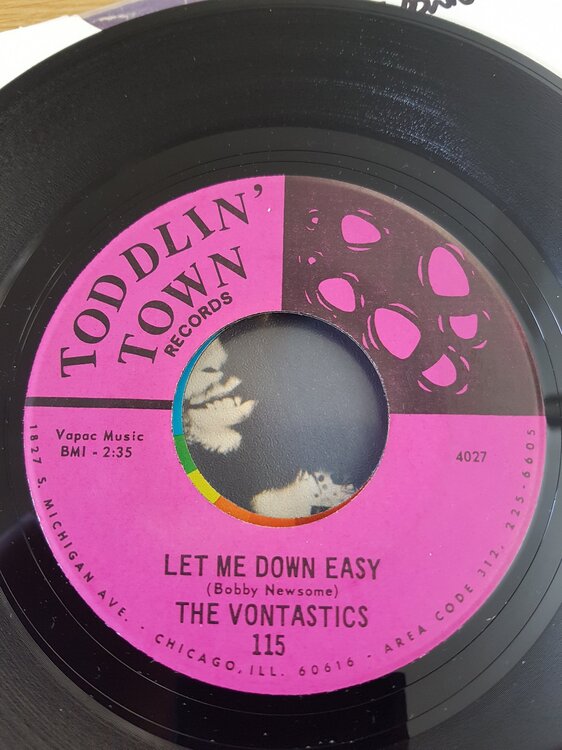 TODDLIN'
TOWN
RECORDS
Vapac Music
BMI - 2:35
4027
LET ME DOWN EASY
(Bobby Newsome)
THE VONTASTICS
115
1827 S. MICHIGAN AVE. - CHICAGO, ILL. 60616 - AREA CODE 312, 225-6605